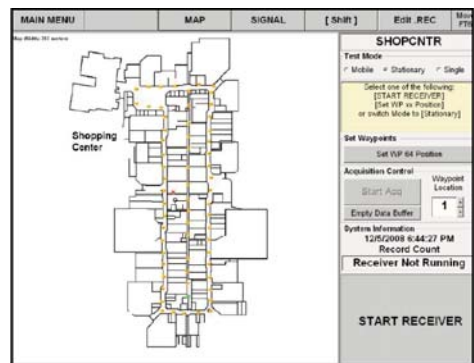 MAIN MENU
MAP
SIGNAL
[ Shift ]
Edit .REC
SHOPCNTR
Test Mode
Mobile
Stationary
Single
Select one of the following:
[START RECEIVER]
[Set WP xx Position]
or switch Mode to [Stationary]
Shopping
Center
Set Waypoints
Set WP 64 Position
Acquisition Control
Start Acq
Waypoint
Location
1
Empty Data Buffer
System Information
12/5/2008 6:44:27 PM
Record Count
Receiver Not Running
START RECEIVER